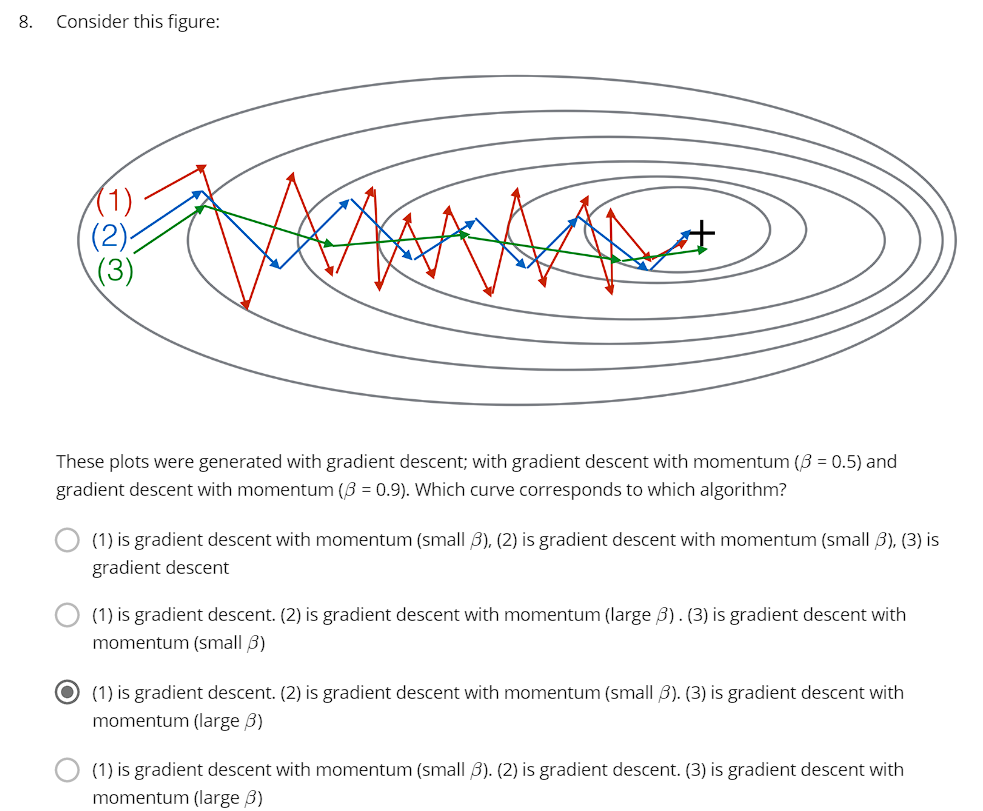 8. Consider this figure:
(1)
(2)
(3)
These plots were generated with gradient descent; with gradient descent with momentum (β = 0.5) and
gradient descent with momentum (β = 0.9). Which curve corresponds to which algorithm?
(1) is gradient descent with momentum (small β), (2) is gradient descent with momentum (small β), (3) is
gradient descent
(1) is gradient descent. (2) is gradient descent with momentum (large β) . (3) is gradient descent with
momentum (small β)
(1) is gradient descent. (2) is gradient descent with momentum (small β). (3) is gradient descent with
momentum (large β)
(1) is gradient descent with momentum (small β). (2) is gradient descent. (3) is gradient descent with
momentum (large β)